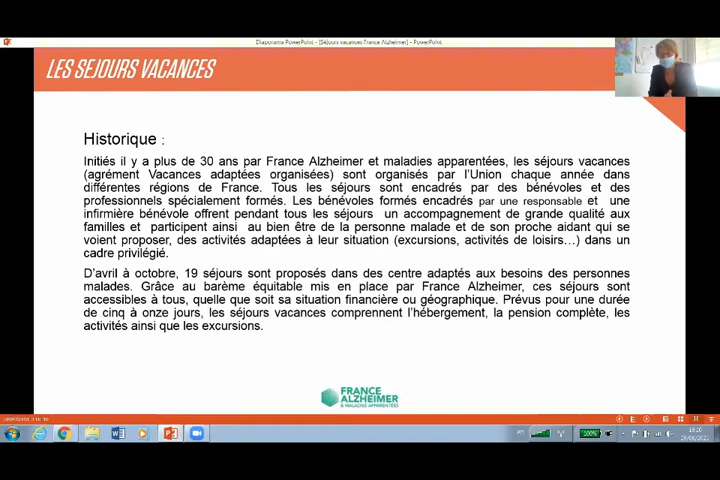 Diaporama PowerPoint - [Séjours vacances France Alzheimer] - PowerPoint
LES SEJOURS VACANCES
Historique :
Initiés il y a plus de 30 ans par France Alzheimer et maladies apparentées, les séjours vacances
(agrément Vacances adaptées organisées) sont organisés par l'Union chaque année dans
différentes régions de France. Tous les séjours sont encadrés par des bénévoles et des
professionnels spécialement formés. Les bénévoles formés encadrés par une responsable et une
infirmière bénévole offrent pendant tous les séjours un accompagnement de grande qualité aux
familles et participent ainsi au bien être de la personne malade et de son proche aidant qui se
voient proposer, des activités adaptées à leur situation (excursions, activités de loisirs…) dans un
cadre privilégié.
D'avril à octobre, 19 séjours sont proposés dans des centre adaptés aux besoins des personnes
malades. Grâce au barème équitable mis en place par France Alzheimer, ces séjours sont
accessibles à tous, quelle que soit sa situation financière ou géographique. Prévus pour une durée
de cinq à onze jours, les séjours vacances comprennent l'hébergement, la pension complète, les
activités ainsi que les excursions.
FRANCE
ALZHEIMER
& MALADIES APPARENTÉES
100%